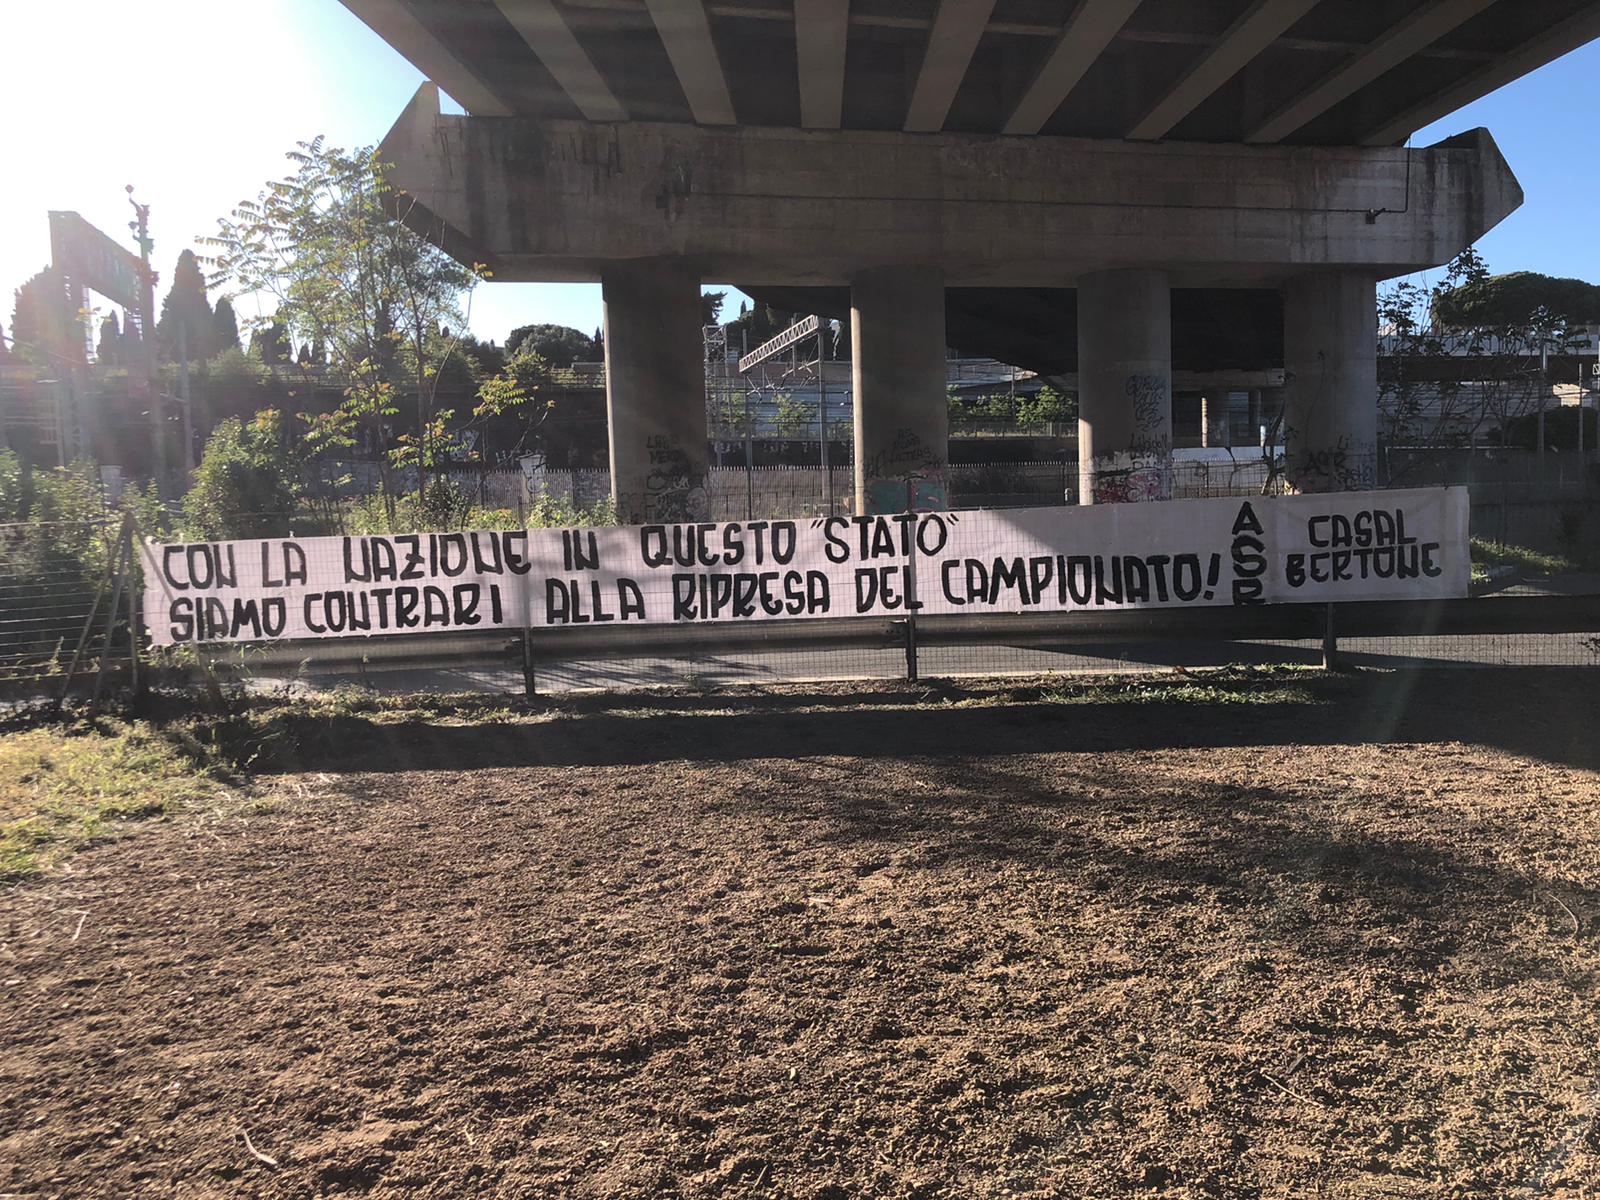 CON LA NAZIONE IN QUESTO "STATO"
SIAMO CONTRARI ALLA RIPRESA DEL CAMPIONATO!
ASR
CASAL
BERTONE